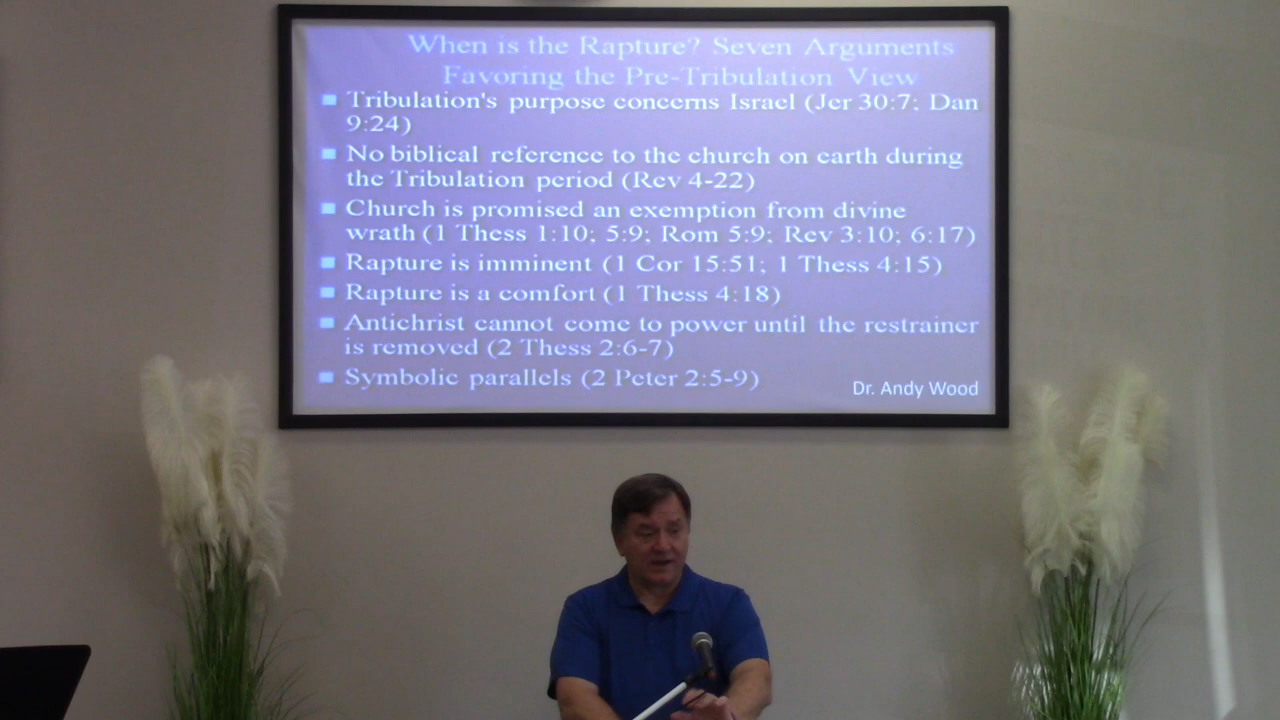 When is the Rapture? Seven Arguments
Favoring the Pre-Tribulation View
Tribulation's purpose concerns Israel (Jer 30:7; Dan
9:24)
No biblical reference to the church on earth during
the Tribulation period (Rev 4-22)
Church is promised an exemption from divine
wrath (1 Thess 1:10; 5:9; Rom 5:9; Rev 3:10; 6:17)
Rapture is imminent (1 Cor 15:51; 1 Thess 4:15)
Rapture is a comfort (1 Thess 4:18)
Antichrist cannot come to power until the restrainer
is removed (2 Thess 2:6-7)
Symbolic parallels (2 Peter 2:5-9)
Dr. Andy Wood